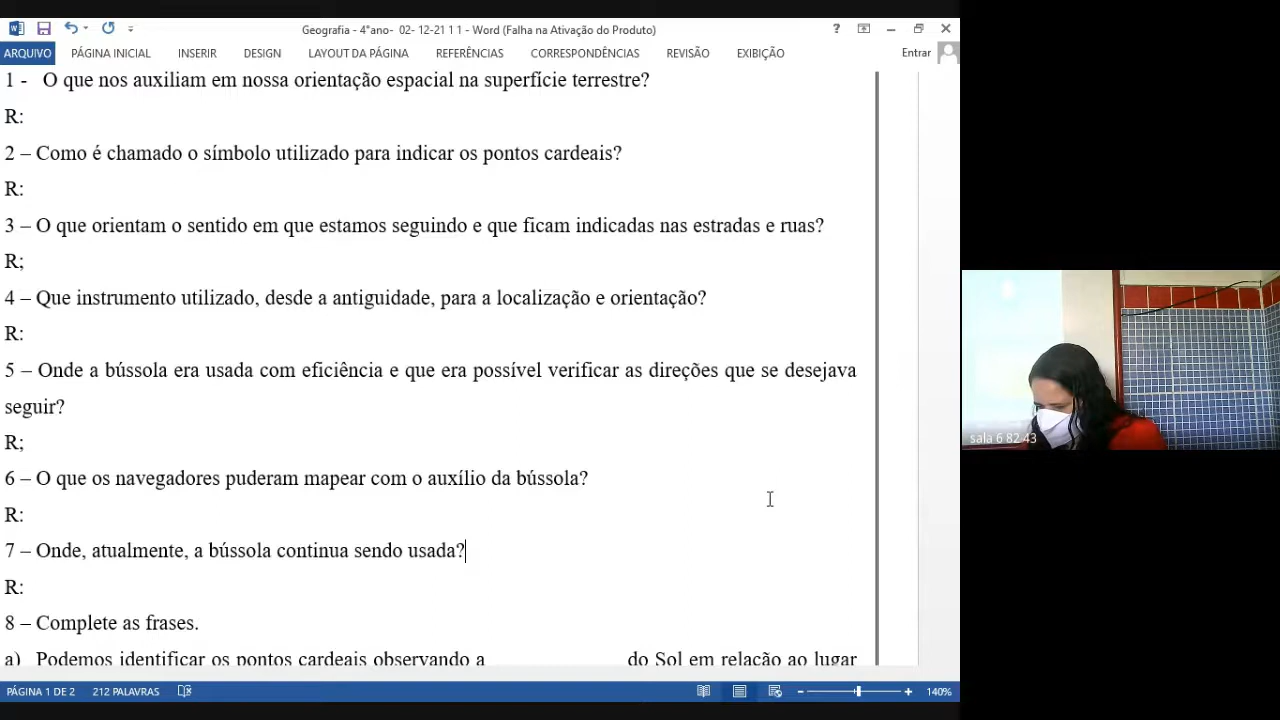 Geografia - 4°ano- 02- 12-21 1 1 - Word (Falha na Ativação do Produto)
?
ARQUIVO PÁGINA INICIAL INSERIR DESIGN LAYOUT DA PÁGINA REFERÊNCIAS CORRESPONDÊNCIAS REVISÃO EXIBIÇÃO Entrar
1 - O que nos auxiliam em nossa orientação espacial na superfície terrestre?
R:
2 – Como é chamado o símbolo utilizado para indicar os pontos cardeais?
R:
3 – O que orientam o sentido em que estamos seguindo e que ficam indicadas nas estradas e ruas?
R;
4 – Que instrumento utilizado, desde a antiguidade, para a localização e orientação?
R:
5 – Onde a bússola era usada com eficiência e que era possível verificar as direções que se desejava
seguir?
R;
6 – O que os navegadores puderam mapear com o auxílio da bússola?
R:
7 – Onde, atualmente, a bússola continua sendo usada?
R:
8 – Complete as frases.
a) Podemos identificar os pontos cardeais observando a do Sol em relação ao lugar
PÁGINA 1 DE 2 212 PALAVRAS 140%
sala 6 82 43